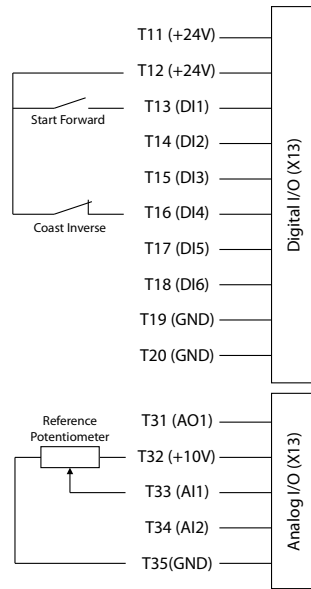 T11 (+24V)
T12 (+24V)
T13 (DI1)
Start Forward
T14 (DI2)
T15 (DI3)
T16 (DI4)
Coast Inverse
T17 (DI5)
T18 (DI6)
T19 (GND)
T20 (GND)
Digital I/O (X13)
T31 (AO1)
Reference
Potentiometer
T32 (+10V)
T33 (AI1)
T34 (AI2)
T35(GND)
Analog I/O (X13)